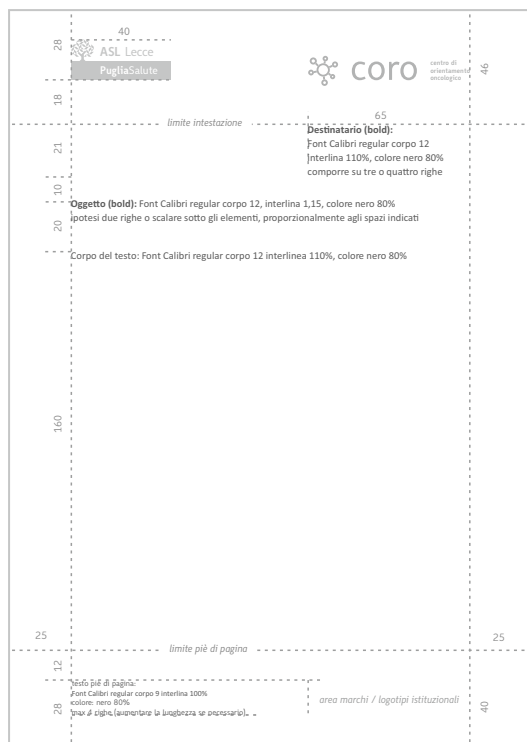 40
28
ASL Lecce
PugliaSalute
coro
centro di
orientamento
oncologico
46
18
65
limite intestazione
Destinatario (bold):
Font Calibri regular corpo 12
interlina 110%, colore nero 80%
comporre su tre o quattro righe
21
10
Oggetto (bold): Font Calibri regular corpo 12, interlina 1,15, colore nero 80%
ipotesi due righe o scalare sotto gli elementi, proporzionalmente agli spazi indicati
20
Corpo del testo: Font Calibri regular corpo 12 interlinea 110%, colore nero 80%
160
25
25
limite piè di pagina
12
testo piè di pagina:
Font Calibri regular corpo 9 interlina 100%
colore: nero 80%
max 4 righe (aumentare la lunghezza se necessario)
28
area marchi / logotipi istituzionali
40